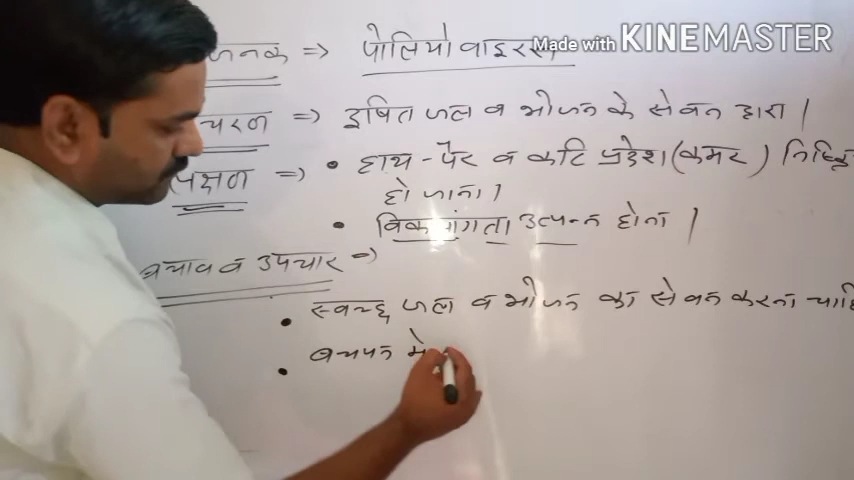 जनक ⇒ पोलियो वाइरस
Made with KINEMASTER
चरण ⇒ दूषित जल व भोजन के सेवन द्वारा |
लक्षण ⇒ • हाथ-पैर व कटि प्रदेश (कमर)
हो जाना।
• विकलांगता उत्पन्न होना |
बचाव व उपचार ⇒
• स्वच्छ जल व भोजन का सेवन करना
• बचपन में